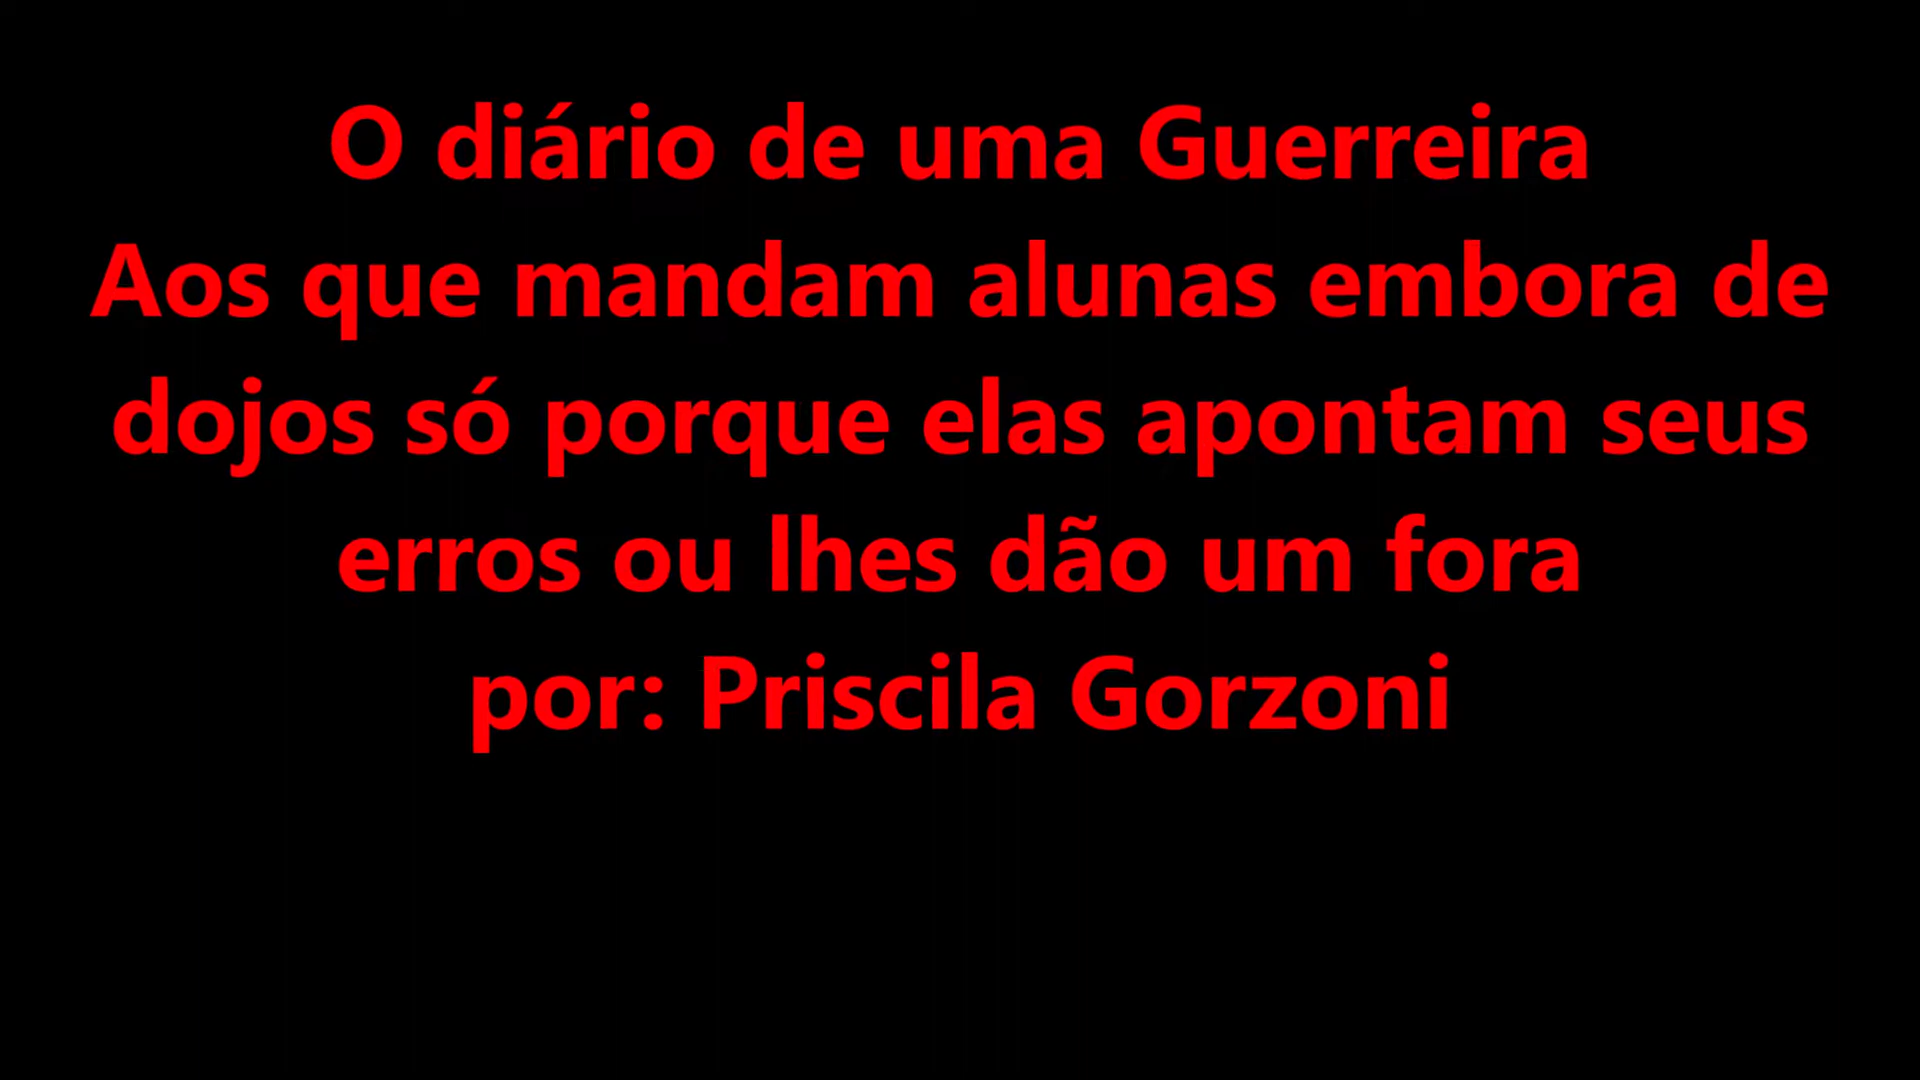 O diário de uma Guerreira
Aos que mandam alunas embora de
dojos só porque elas apontam seus
erros ou lhes dão um fora
por: Priscila Gorzoni